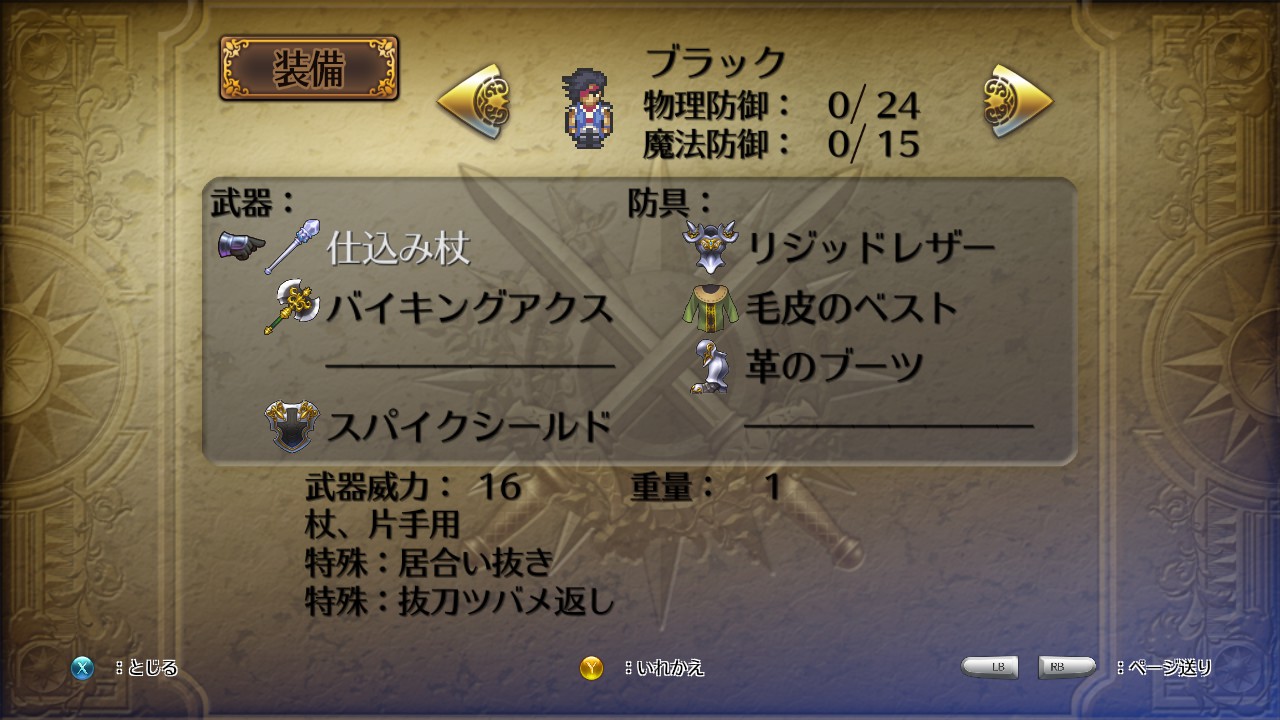 装備
ブラック
物理防御： 0/ 24
魔法防御： 0/ 15
武器：
仕込み杖
バイキングアクス
スパイクシールド
防具：
リジッドレザー
毛皮のベスト
革のブーツ
武器威力： 16 重量： 1
杖、片手用
特殊：居合い抜き
特殊：抜刀ツバメ返し
X ：とじる Y ：いれかえ LB RB ：ページ送り